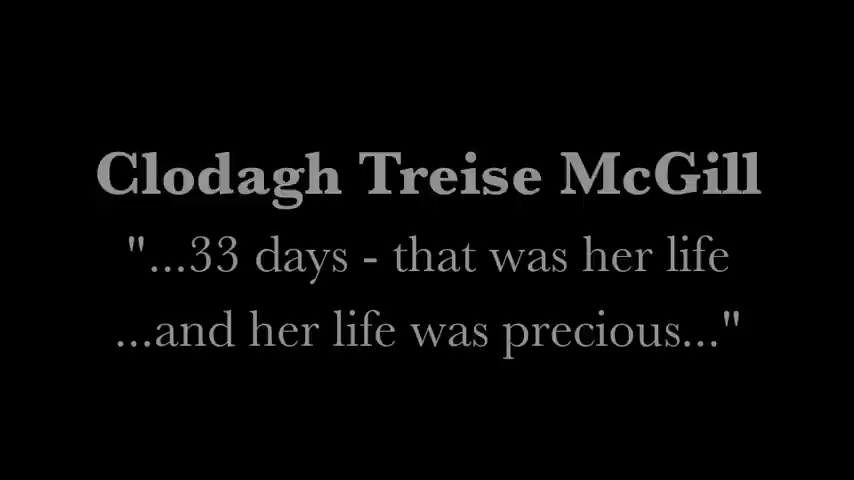 Clodagh Treise McGill
"...33 days - that was her life
...and her life was precious..."